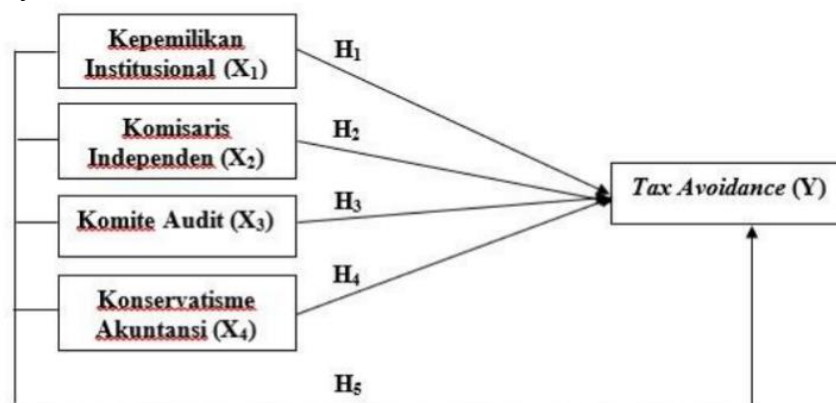 Kepemilikan
Institusional (X₁)
H₁
Komisaris
Independen (X₂)
H₂
Komite Audit (X₃)
H₃
Konservatisme
Akuntansi (X₄)
H₄
Tax Avoidance (Y)
H₅